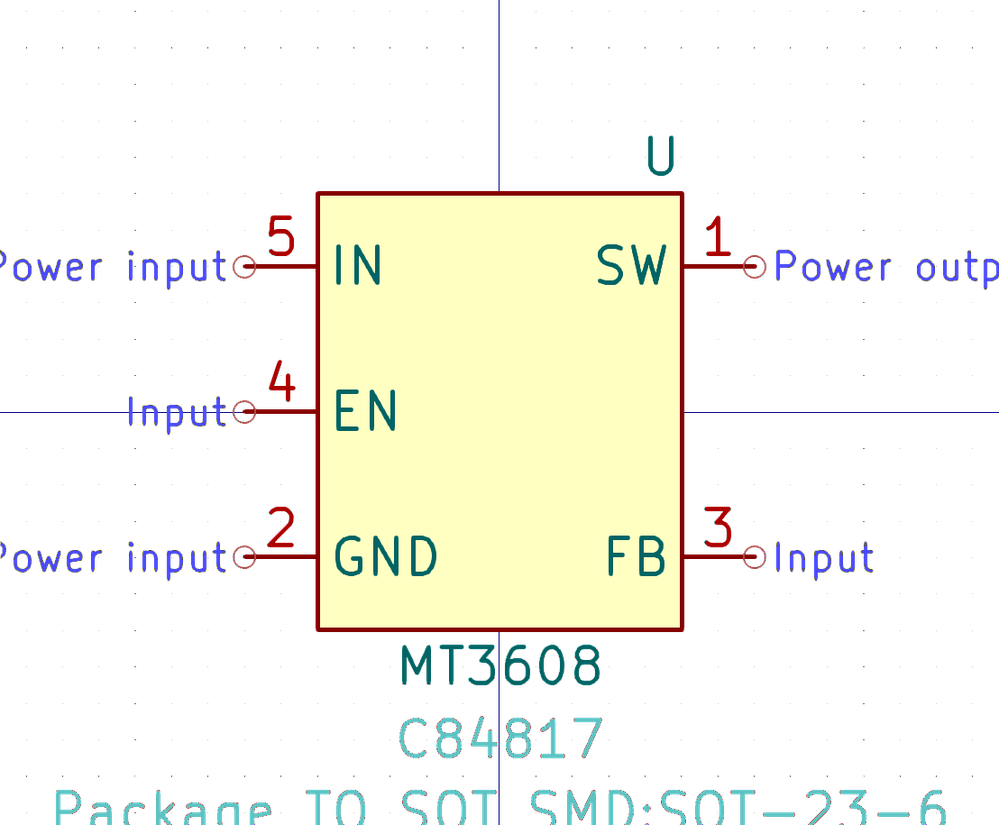 U
5 IN SW 1
Power input Power outp
4 EN
Input
2 GND FB 3
Power input Input
MT3608
C84817
Package TO SOT SMD:SOT-23-6